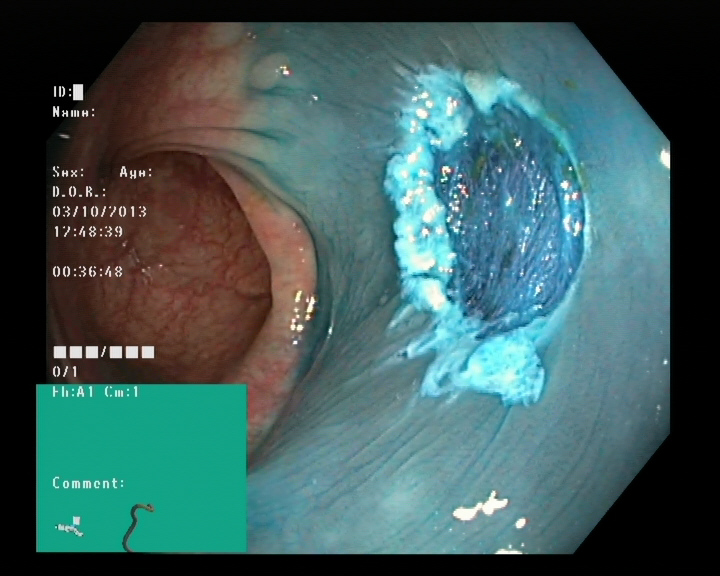 ID:
Name:
Sex: Age:
D.O.B.:
03/10/2013
12:48:39
00:36:48
0/1
Eh:A1 Cm:1
Comment: